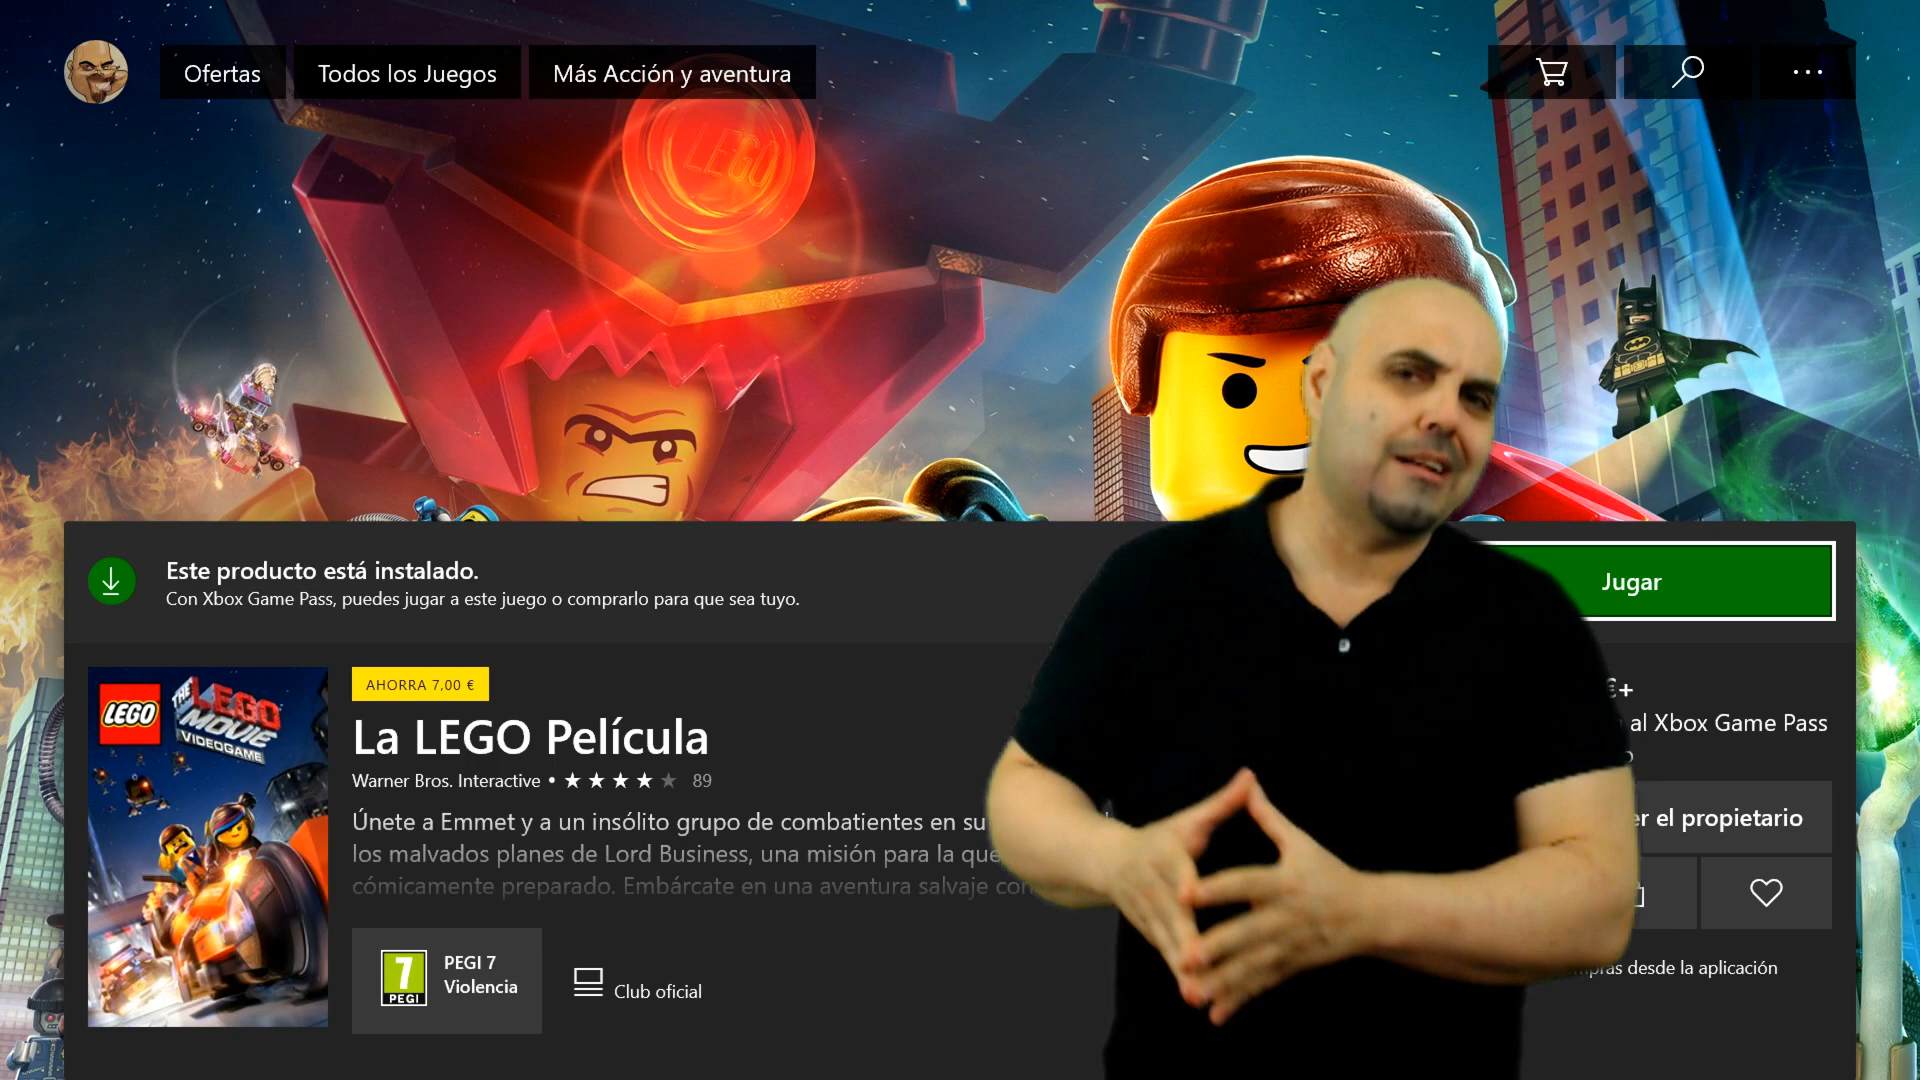 Ofertas
Todos los Juegos
Más Acción y aventura
LEGO
Este producto está instalado.
Con Xbox Game Pass, puedes jugar a este juego o comprarlo para que sea tuyo.
Jugar
LEGO
THE LEGO
MOVIE
VIDEOGAME
AHORRA 7,00 €
La LEGO Película
Warner Bros. Interactive • ★ ★ ★ ★ ★ 89
€+
al Xbox Game Pass
Únete a Emmet y a un insólito grupo de combatientes en su
los malvados planes de Lord Business, una misión para la que
cómicamente preparado. Embárcate en una aventura salvaje con
el propietario
7
PEGI
PEGI 7
Violencia
Club oficial
desde la aplicación